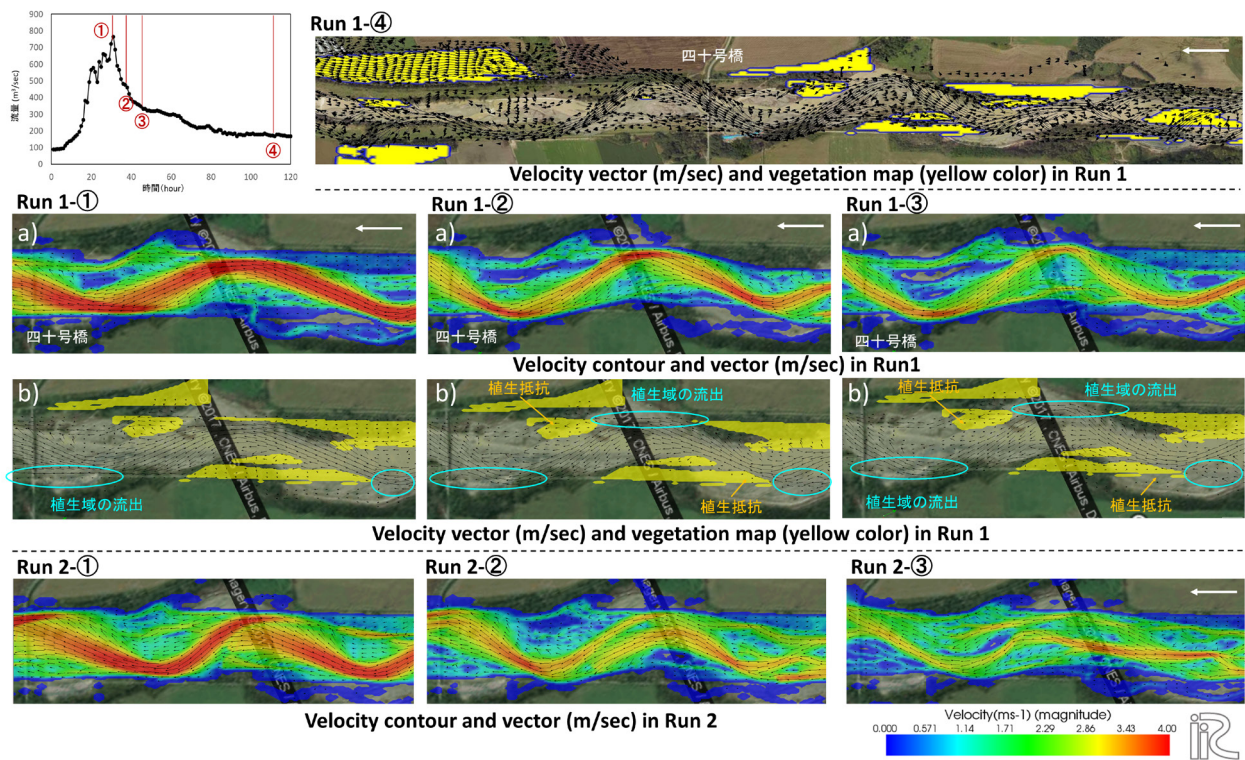 900
800
700
600
500
400
300
200
100
0
流量 (m³/sec)
0
20
40
60
80
100
120
時間(hour)
①
②
③
④
Run 1-④
四十号橋
Velocity vector (m/sec) and vegetation map (yellow color) in Run 1
Run 1-①
Run 1-②
Run 1-③
a)
a)
a)
四十号橋
四十号橋
四十号橋
Velocity contour and vector (m/sec) in Run1
b)
b)
b)
植生域の流出
植生抵抗
植生域の流出
植生抵抗
植生抵抗
植生域の流出
植生域の流出
植生抵抗
Velocity vector (m/sec) and vegetation map (yellow color) in Run 1
Run 2-①
Run 2-②
Run 2-③
Velocity contour and vector (m/sec) in Run 2
Velocity(ms-1) (magnitude)
0.000 0.571 1.14 1.71 2.29 2.86 3.43 4.00
iRIC